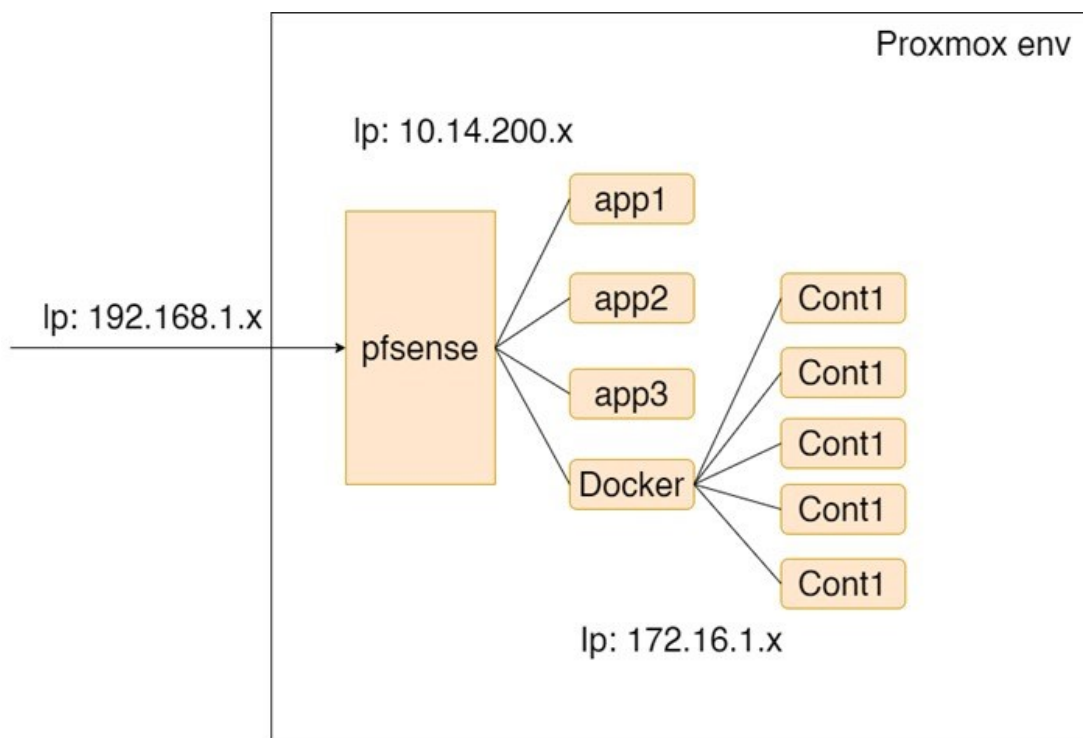 Proxmox env
Ip: 10.14.200.x
app1
app2
app3
Docker
Ip: 192.168.1.x
pfsense
Cont1
Cont1
Cont1
Cont1
Cont1
Ip: 172.16.1.x